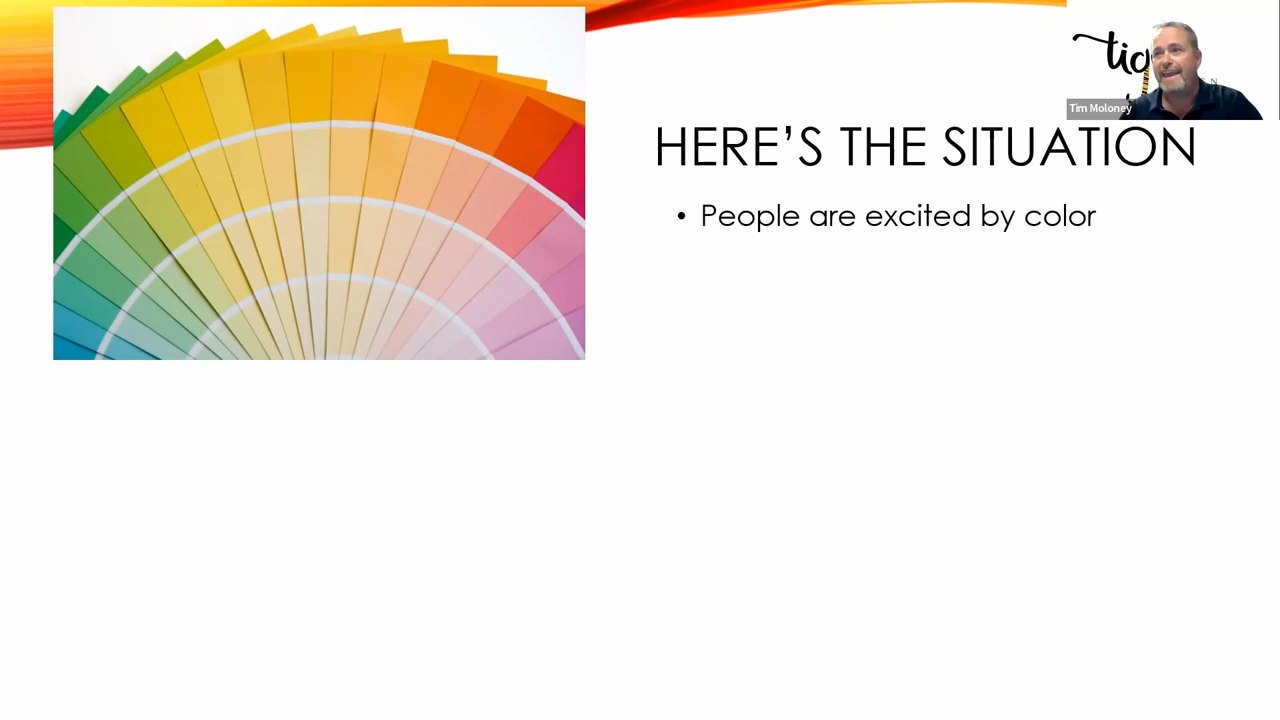 Tim Moloney
HERE'S THE SITUATION
• People are excited by color